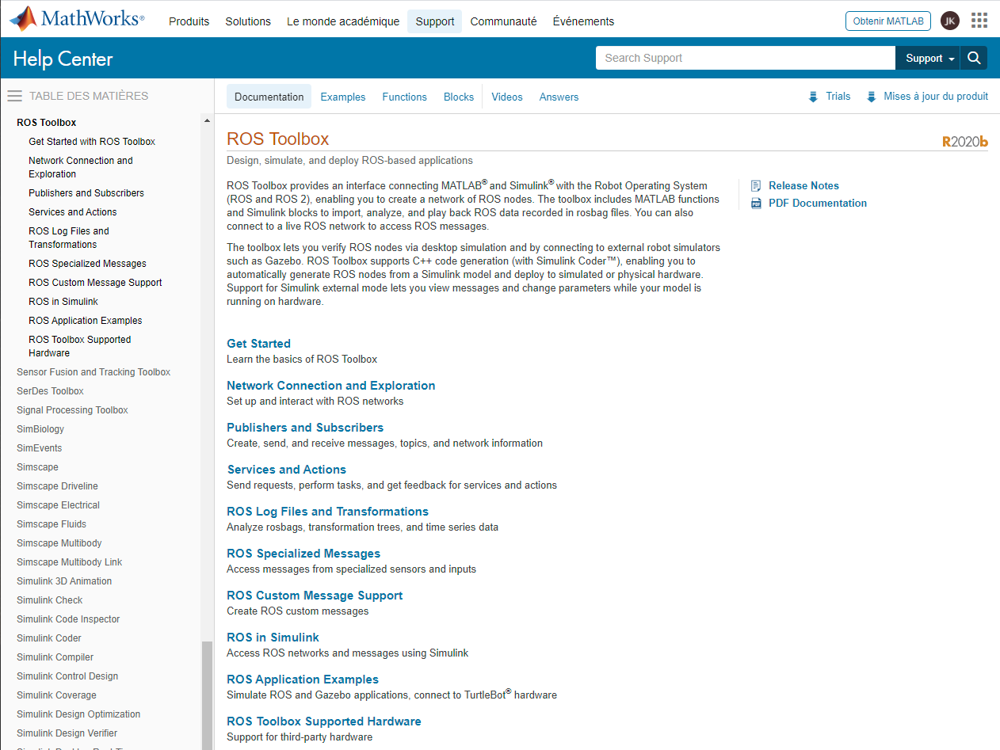 MathWorks®
Produits
Solutions
Le monde académique
Support
Communauté
Événements
Obtenir MATLAB
JK
Help Center
Search Support
Support
TABLE DES MATIÈRES
Documentation
Examples
Functions
Blocks
Videos
Answers
Trials
Mises à jour du produit
ROS Toolbox
Get Started with ROS Toolbox
Network Connection and
Exploration
Publishers and Subscribers
Services and Actions
ROS Log Files and
Transformations
ROS Specialized Messages
ROS Custom Message Support
ROS in Simulink
ROS Application Examples
ROS Toolbox Supported
Hardware
Sensor Fusion and Tracking Toolbox
SerDes Toolbox
Signal Processing Toolbox
SimBiology
SimEvents
Simscape
Simscape Driveline
Simscape Electrical
Simscape Fluids
Simscape Multibody
Simscape Multibody Link
Simulink 3D Animation
Simulink Check
Simulink Code Inspector
Simulink Coder
Simulink Compiler
Simulink Control Design
Simulink Coverage
Simulink Design Optimization
Simulink Design Verifier
ROS Toolbox
R2020b
Design, simulate, and deploy ROS-based applications
ROS Toolbox provides an interface connecting MATLAB® and Simulink® with the Robot Operating System
(ROS and ROS 2), enabling you to create a network of ROS nodes. The toolbox includes MATLAB functions
and Simulink blocks to import, analyze, and play back ROS data recorded in rosbag files. You can also
connect to a live ROS network to access ROS messages.
The toolbox lets you verify ROS nodes via desktop simulation and by connecting to external robot simulators
such as Gazebo. ROS Toolbox supports C++ code generation (with Simulink Coder™), enabling you to
automatically generate ROS nodes from a Simulink model and deploy to simulated or physical hardware.
Support for Simulink external mode lets you view messages and change parameters while your model is
running on hardware.
Release Notes
PDF Documentation
Get Started
Learn the basics of ROS Toolbox
Network Connection and Exploration
Set up and interact with ROS networks
Publishers and Subscribers
Create, send, and receive messages, topics, and network information
Services and Actions
Send requests, perform tasks, and get feedback for services and actions
ROS Log Files and Transformations
Analyze rosbags, transformation trees, and time series data
ROS Specialized Messages
Access messages from specialized sensors and inputs
ROS Custom Message Support
Create ROS custom messages
ROS in Simulink
Access ROS networks and messages using Simulink
ROS Application Examples
Simulate ROS and Gazebo applications, connect to TurtleBot® hardware
ROS Toolbox Supported Hardware
Support for third-party hardware